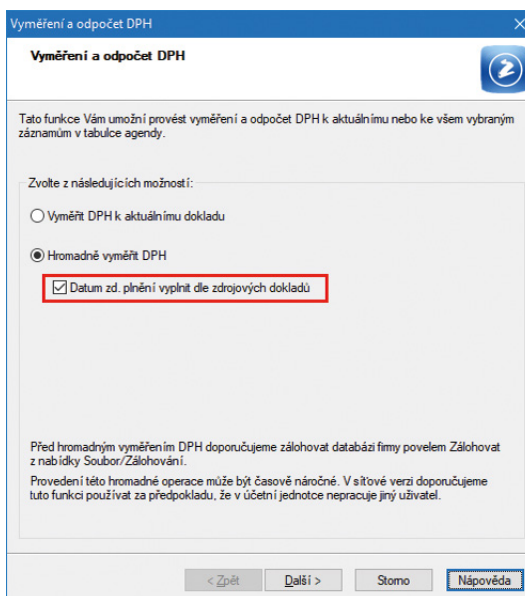 Vyměření a odpočet DPH
Vyměření a odpočet DPH
Tato funkce Vám umožní provést vyměření a odpočet DPH k aktuálnímu nebo ke všem vybraným
záznamům v tabulce agendy.
Zvolte z následujících možností:
Vyměřit DPH k aktuálnímu dokladu
Hromadně vyměřit DPH
Datum zd. plnění vyplnit dle zdrojových dokladů
Před hromadným vyměřením DPH doporučujeme zálohovat databázi firmy povelem Zálohovat
z nabídky Soubor/Zálohování.
Provedení této hromadné operace může být časově náročné. V síťové verzi doporučujeme
tuto funkci používat za předpokladu, že v účetní jednotce nepracuje jiný uživatel.
< Zpět Další > Storno Nápověda